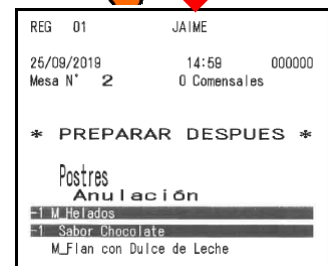 REG 01 JAIME
25/09/2019 14:59 000000
Mesa N° 2 0 Comensales
* PREPARAR DESPUES *
Postres
Anulación
-1 M_Helados
-1 Sabor Chocolate
M_Flan con Dulce de Leche